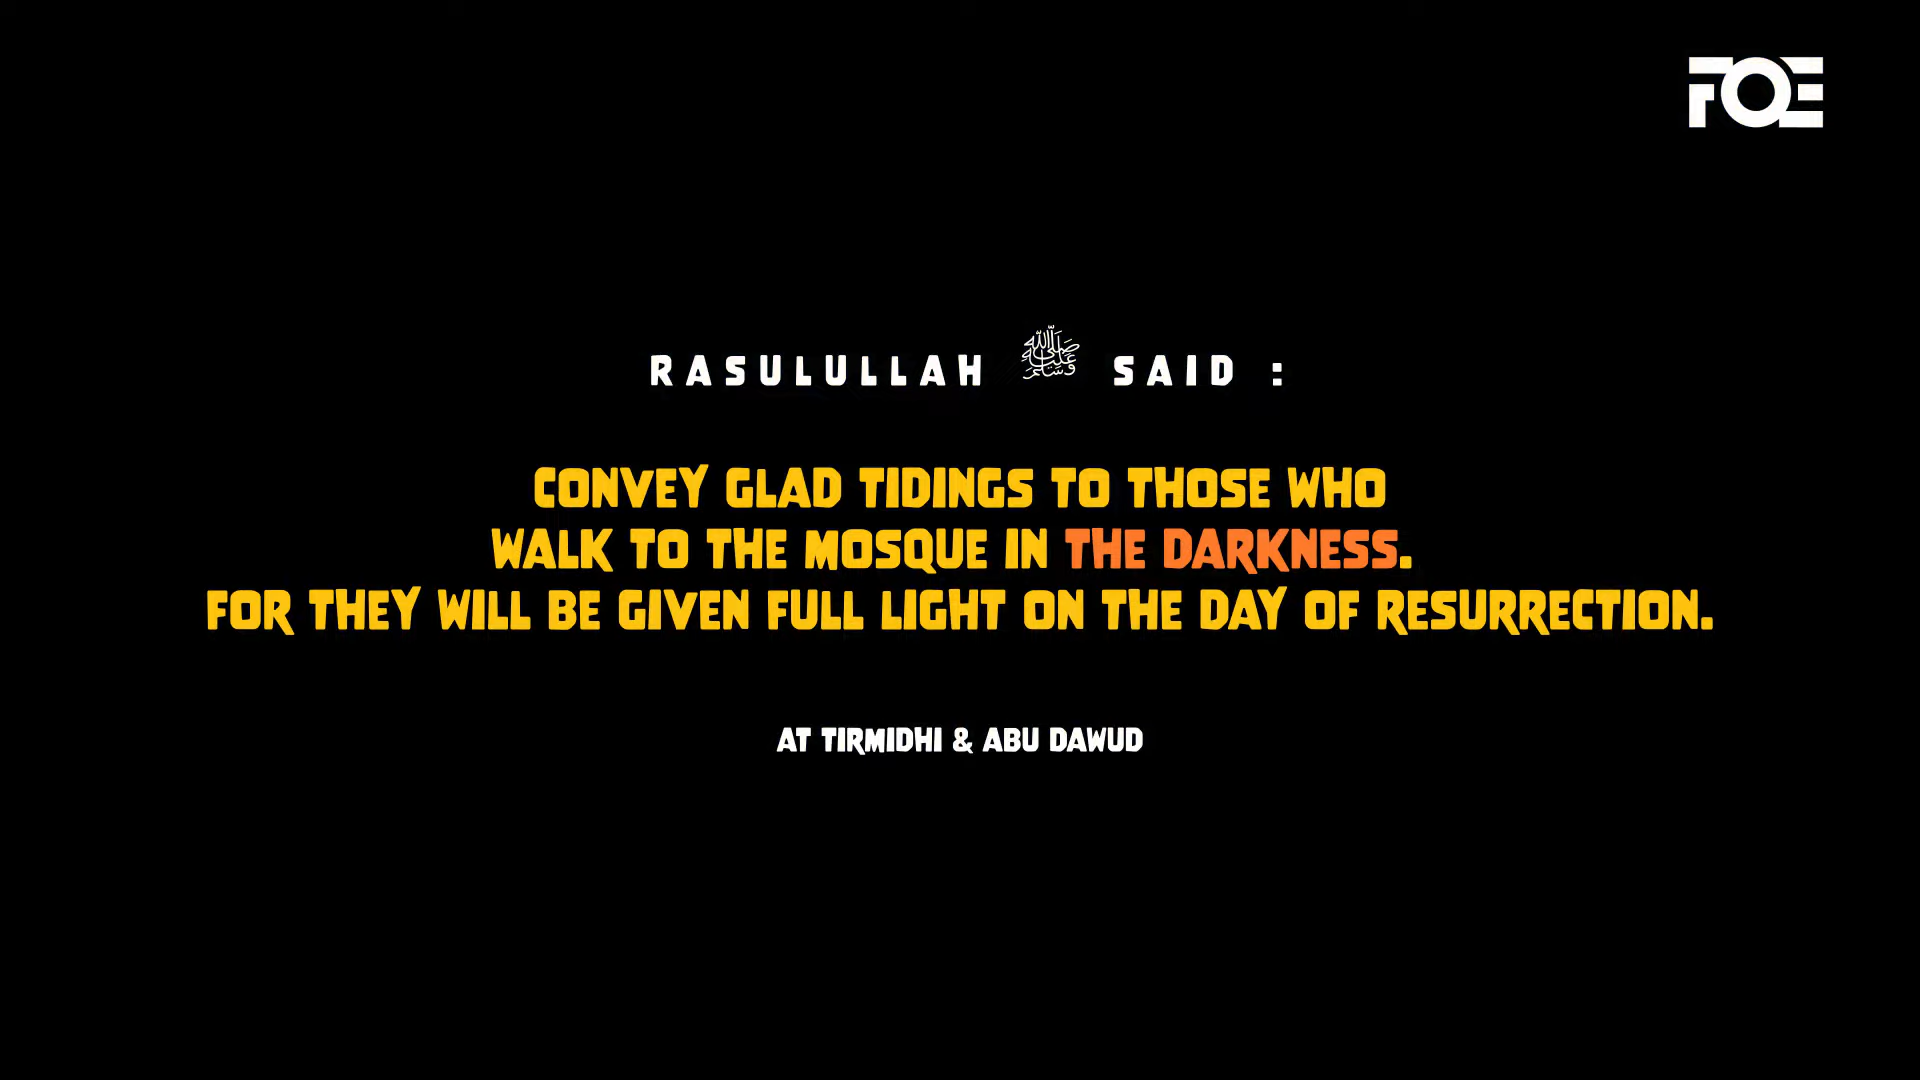 FOE
RASULULLAH ﷺ SAID :
CONVEY GLAD TIDINGS TO THOSE WHO
WALK TO THE MOSQUE IN THE DARKNESS.
FOR THEY WILL BE GIVEN FULL LIGHT ON THE DAY OF RESURRECTION.
AT TIRMIDHI & ABU DAWUD